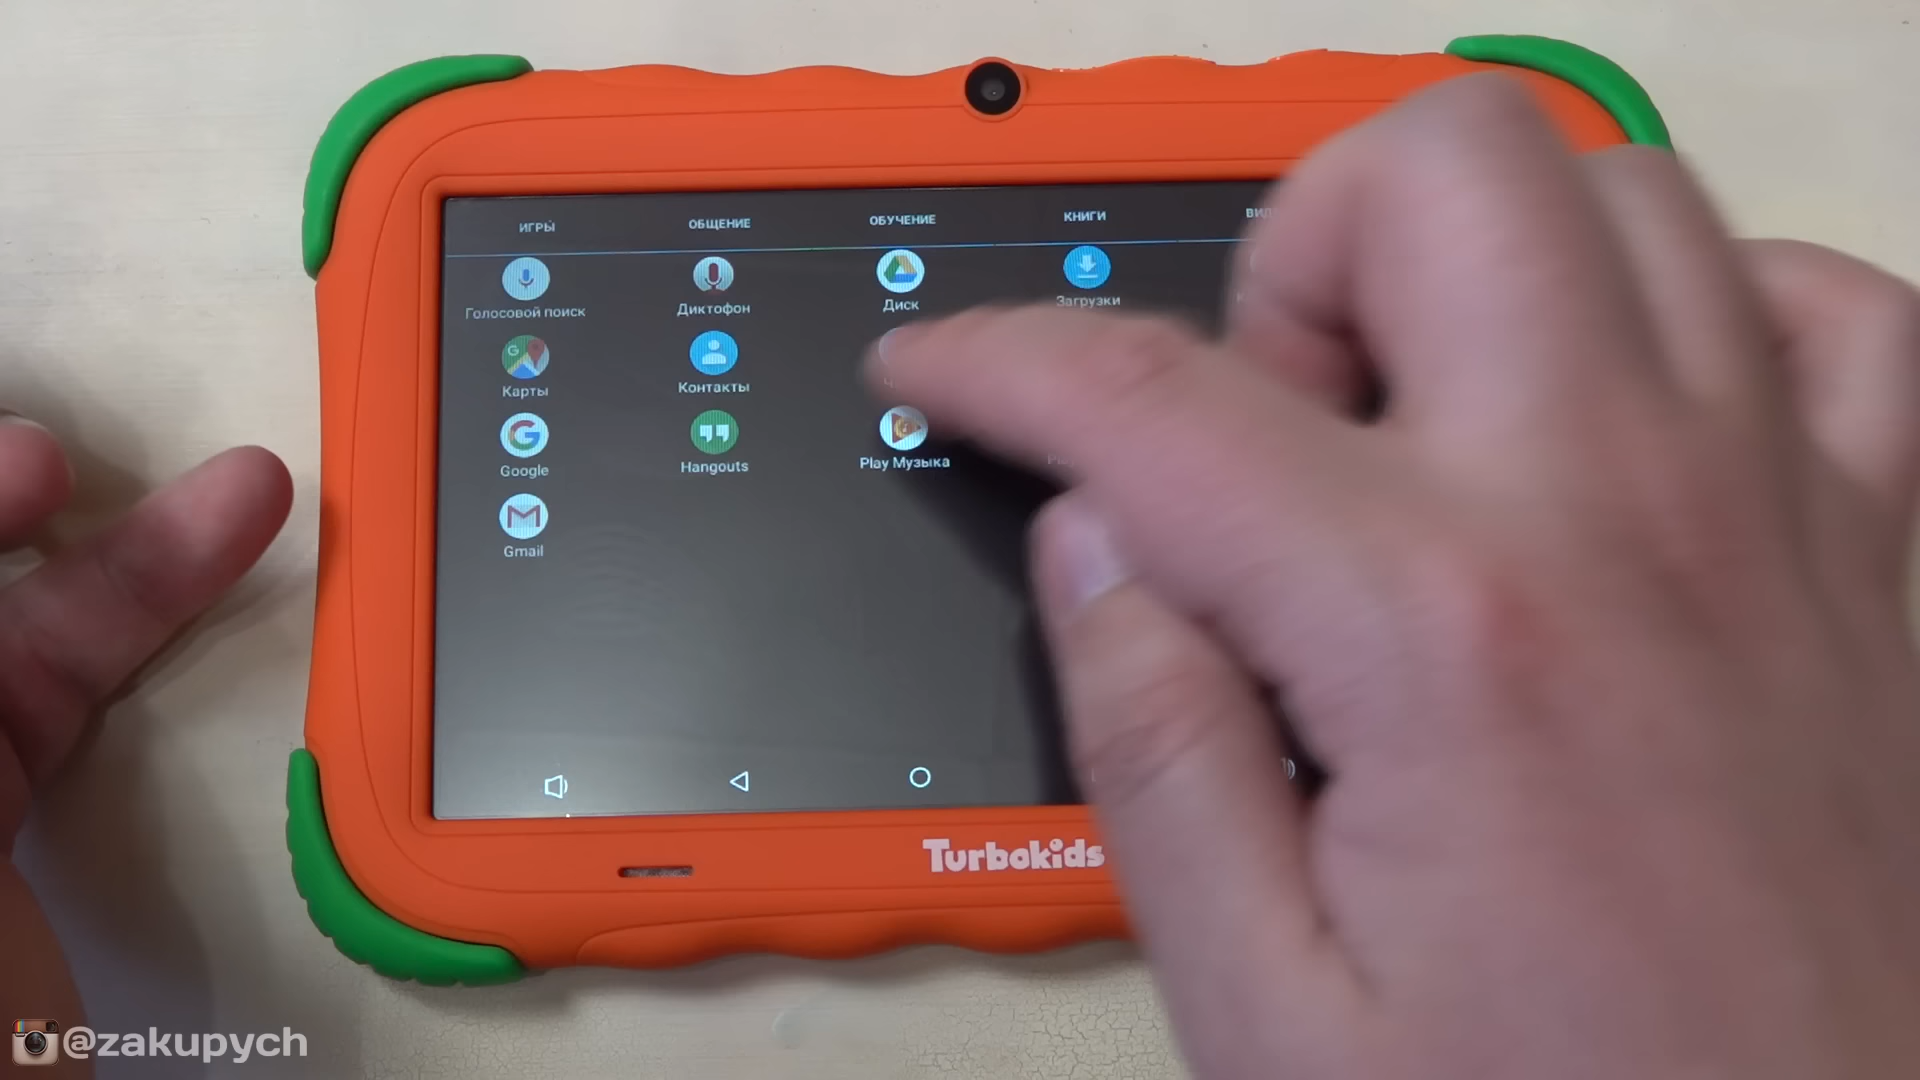 ИГРЫ ОБЩЕНИЕ ОБУЧЕНИЕ КНИГИ
Голосовой поиск Диктофон Диск Загрузки
Карты Контакты
Google Hangouts Play Музыка
Gmail
Turbokids
@zakupych